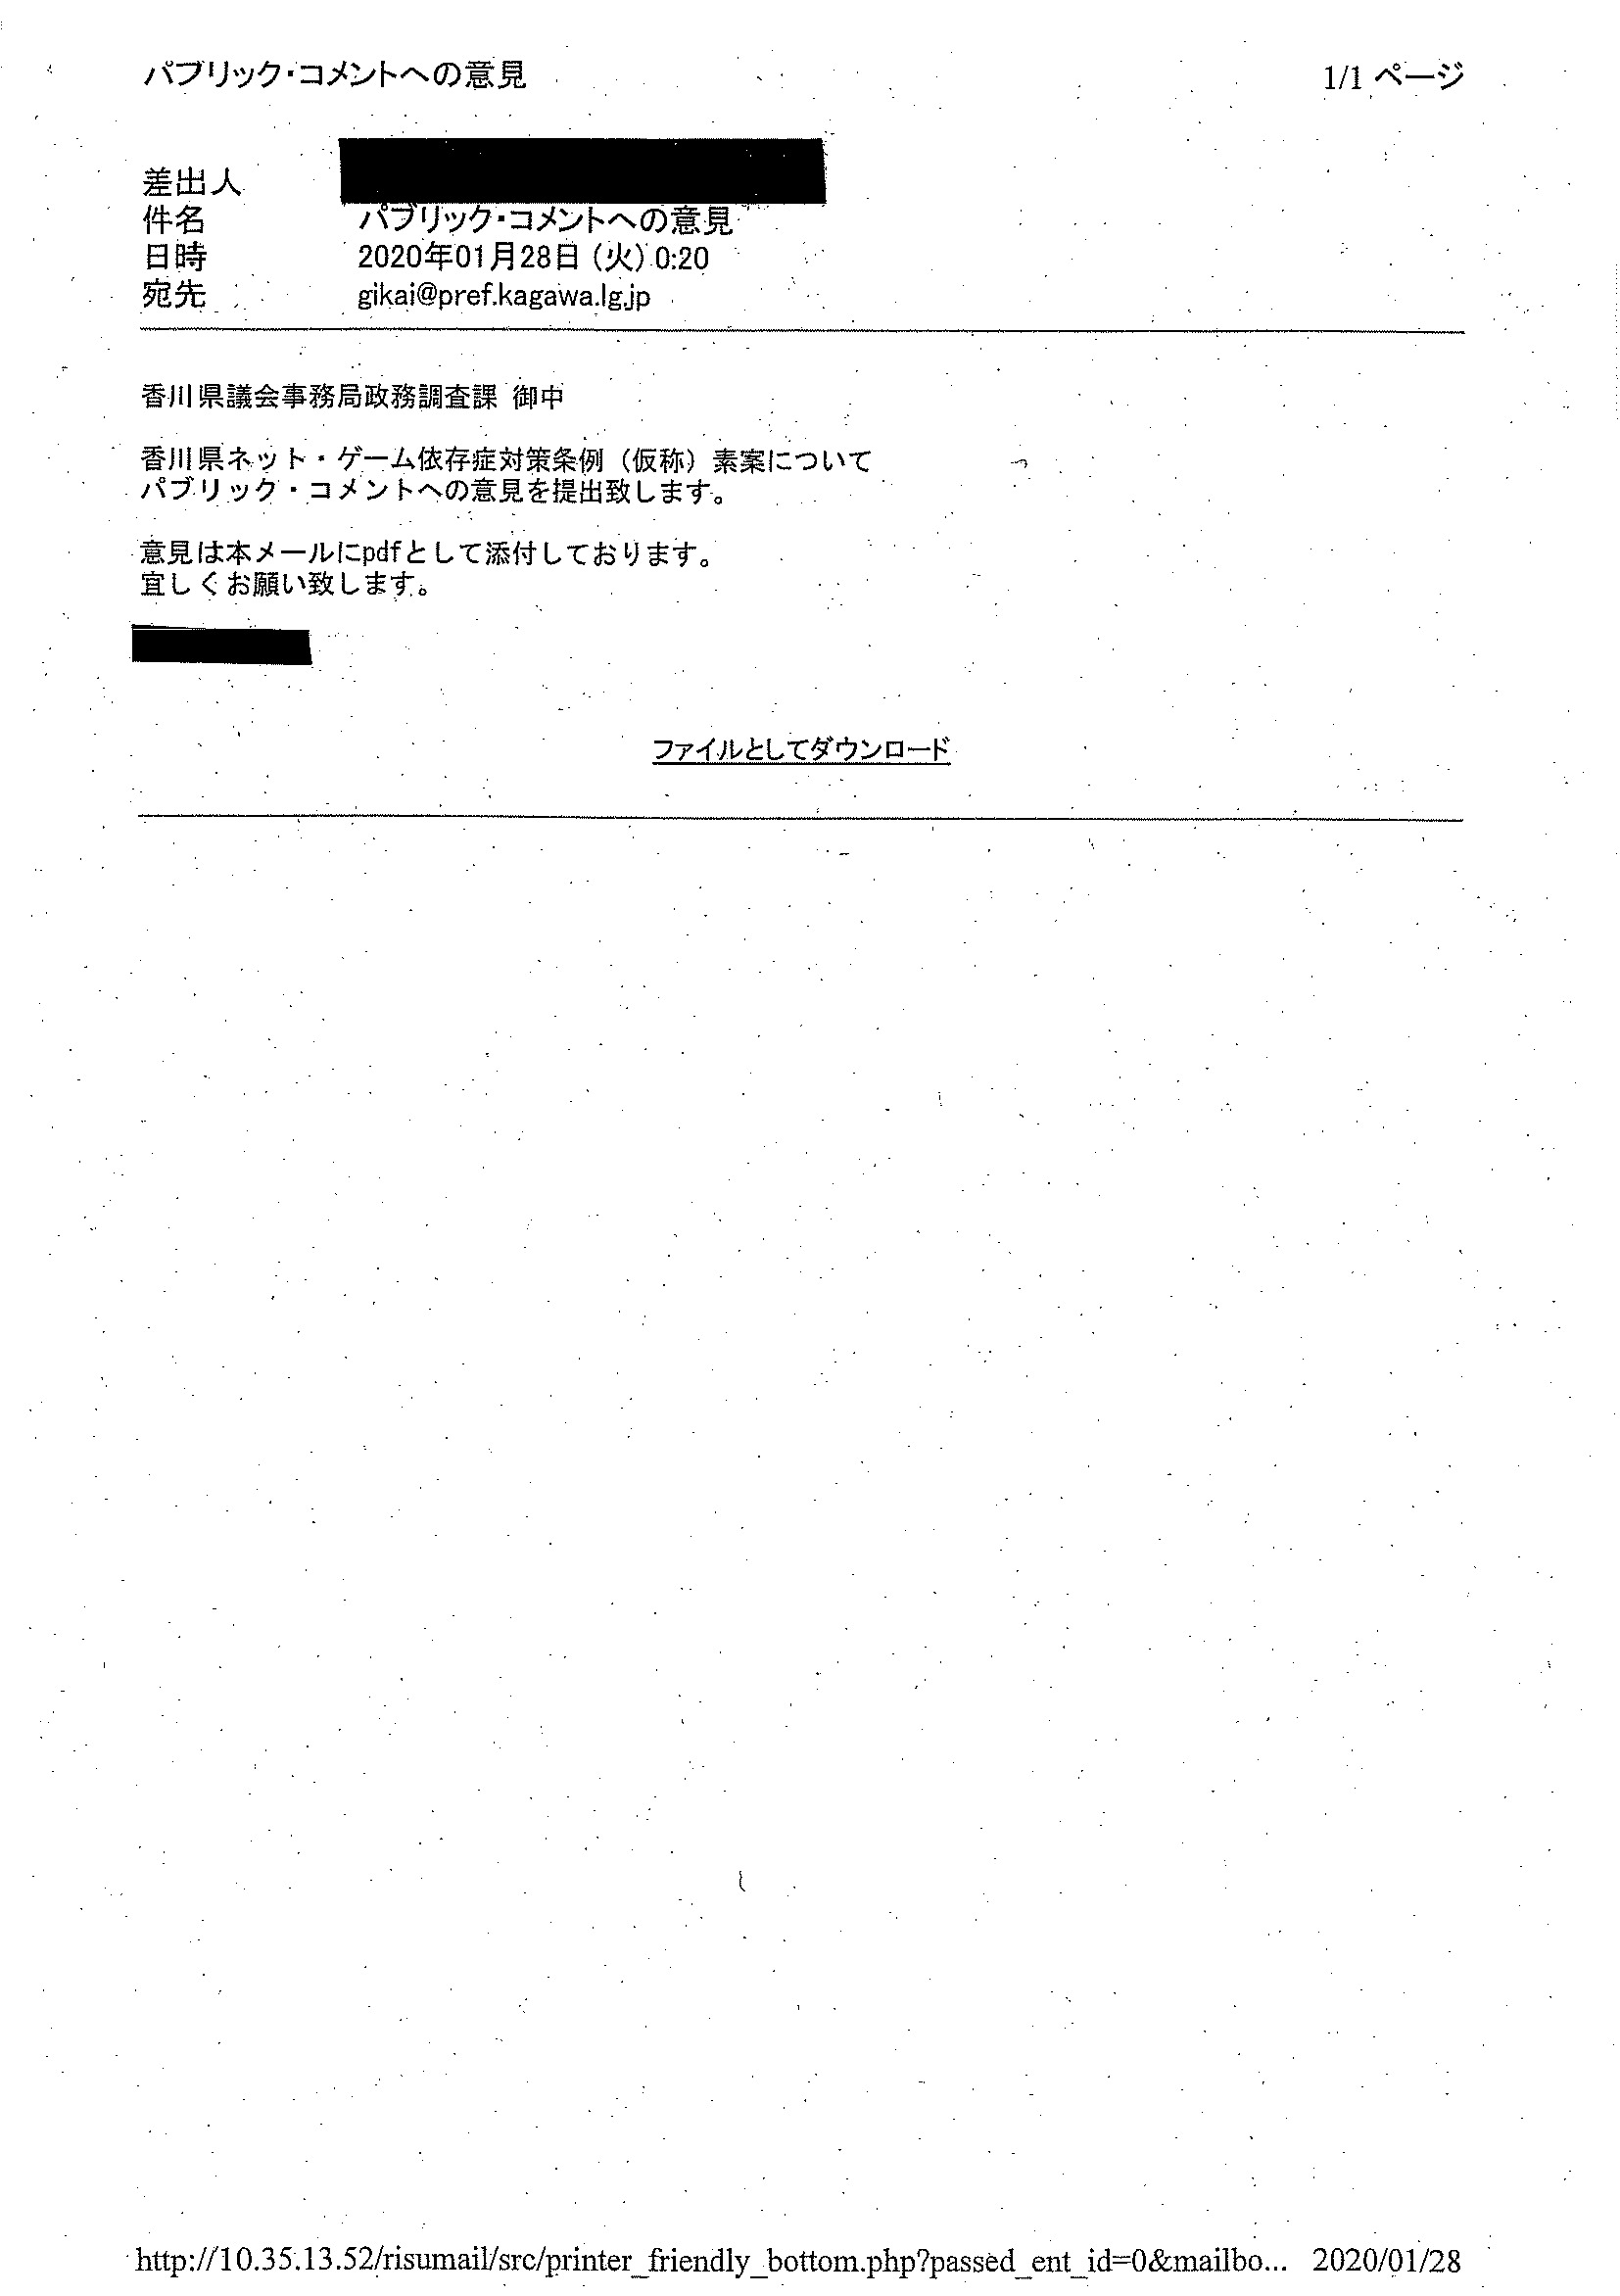 パブリック・コメントへの意見
1/1 ページ
差出人
件名 パブリック・コメントへの意見
日時 2020年01月28日（火）0:20
宛先 gikai@pref.kagawa.lg.jp
香川県議会事務局政務調査課 御中
香川県ネット・ゲーム依存症対策条例（仮称）素案について
パブリック・コメントへの意見を提出致します。
意見は本メールにpdfとして添付しております。
宜しくお願い致します。
ファイルとしてダウンロード
http://10.35.13.52/risumail/src/printer_friendly_bottom.php?passed_ent_id=0&mailbo... 2020/01/28